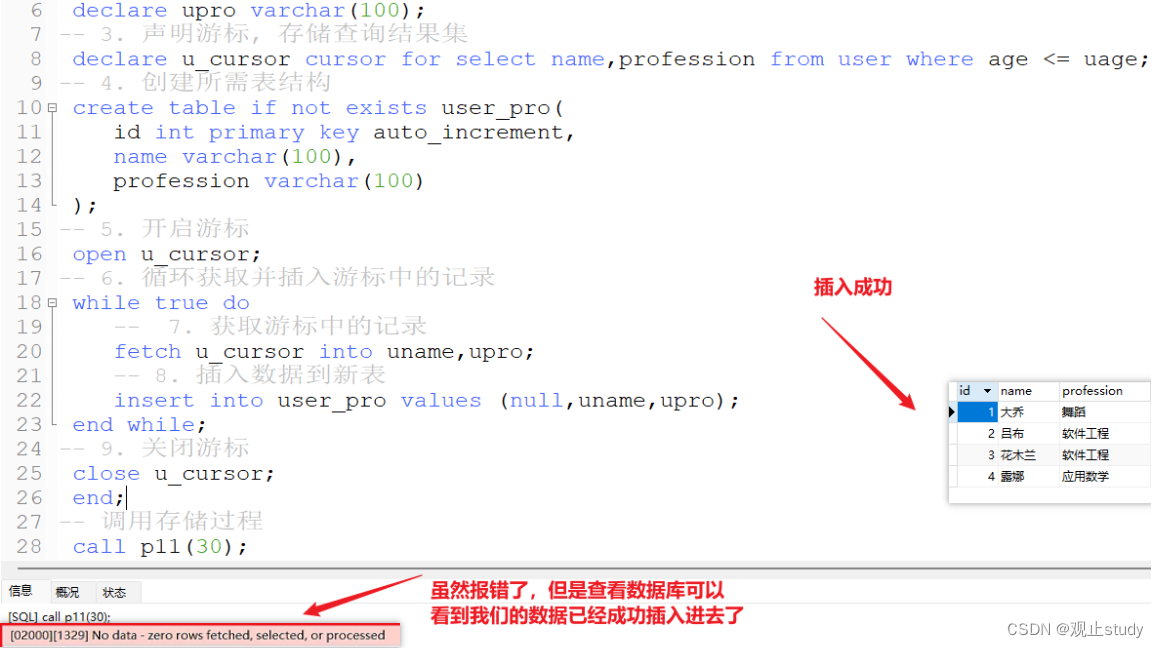 6 declare upro varchar(100);
7 -- 3. 声明游标, 存储查询结果集
8 declare u_cursor cursor for select name,profession from user where age <= uage;
9 -- 4. 创建所需表结构
10 create table if not exists user_pro(
11 id int primary key auto_increment,
12 name varchar(100),
13 profession varchar(100)
14 );
15 -- 5. 开启游标
16 open u_cursor;
17 -- 6. 循环获取并插入游标中的记录
18 while true do
19 -- 7. 获取游标中的记录
20 fetch u_cursor into uname,upro;
21 -- 8. 插入数据到新表
22 insert into user_pro values (null,uname,upro);
23 end while;
24 -- 9. 关闭游标
25 close u_cursor;
26 end;
27 -- 调用存储过程
28 call p11(30);
插入成功
id name profession
1 大乔 舞蹈
2 吕布 软件工程
3 花木兰 软件工程
4 露娜 应用数学
信息 概况 状态
[SQL] call p11(30);
[02000][1329] No data - zero rows fetched, selected, or processed
虽然报错了，但是查看数据库可以
看到我们的数据已经成功插入进去了
CSDN @观止study